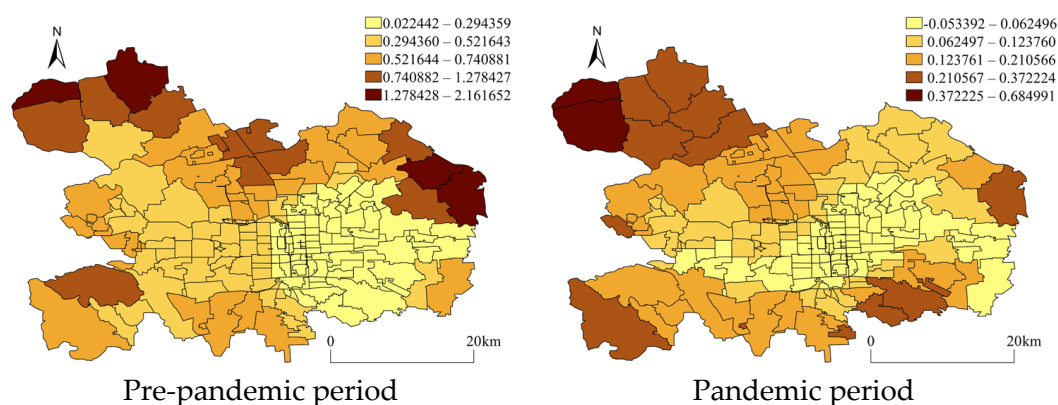 N
0.022442 – 0.294359
0.294360 – 0.521643
0.521644 – 0.740881
0.740882 – 1.278427
1.278428 – 2.161652
0 20km
Pre-pandemic period
N
-0.053392 – 0.062496
0.062497 – 0.123760
0.123761 – 0.210566
0.210567 – 0.372224
0.372225 – 0.684991
0 20km
Pandemic period